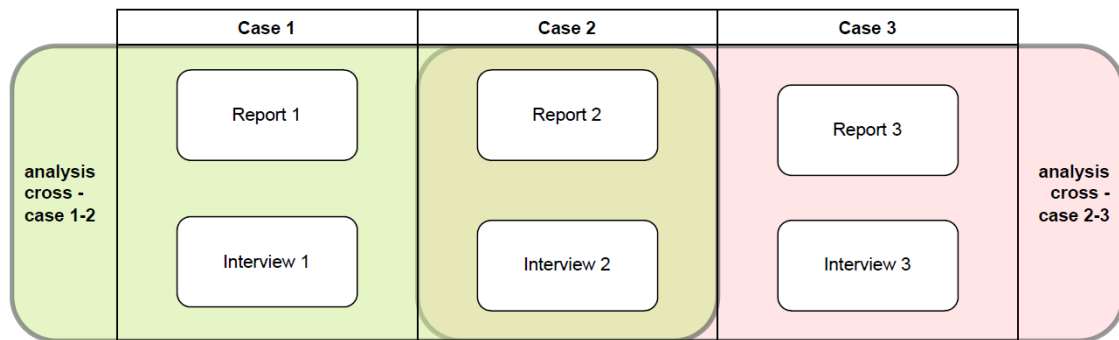 Case 1
Case 2
Case 3
Report 1
Report 2
Report 3
analysis
cross -
case 1-2
analysis
cross -
case 2-3
Interview 1
Interview 2
Interview 3